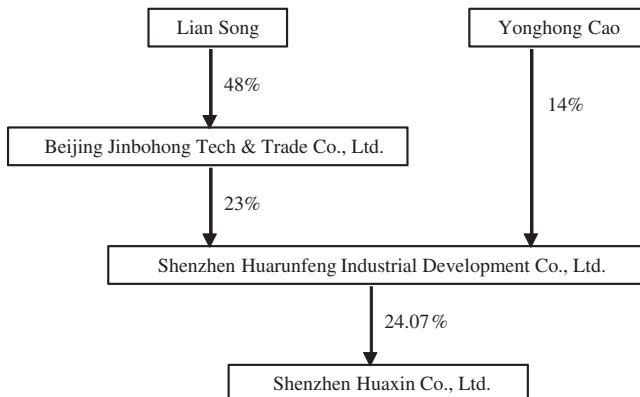 Lian Song
Yonghong Cao
48%
14%
Beijing Jinbohong Tech & Trade Co., Ltd.
23%
Shenzhen Huarunfeng Industrial Development Co., Ltd.
24.07%
Shenzhen Huaxin Co., Ltd.